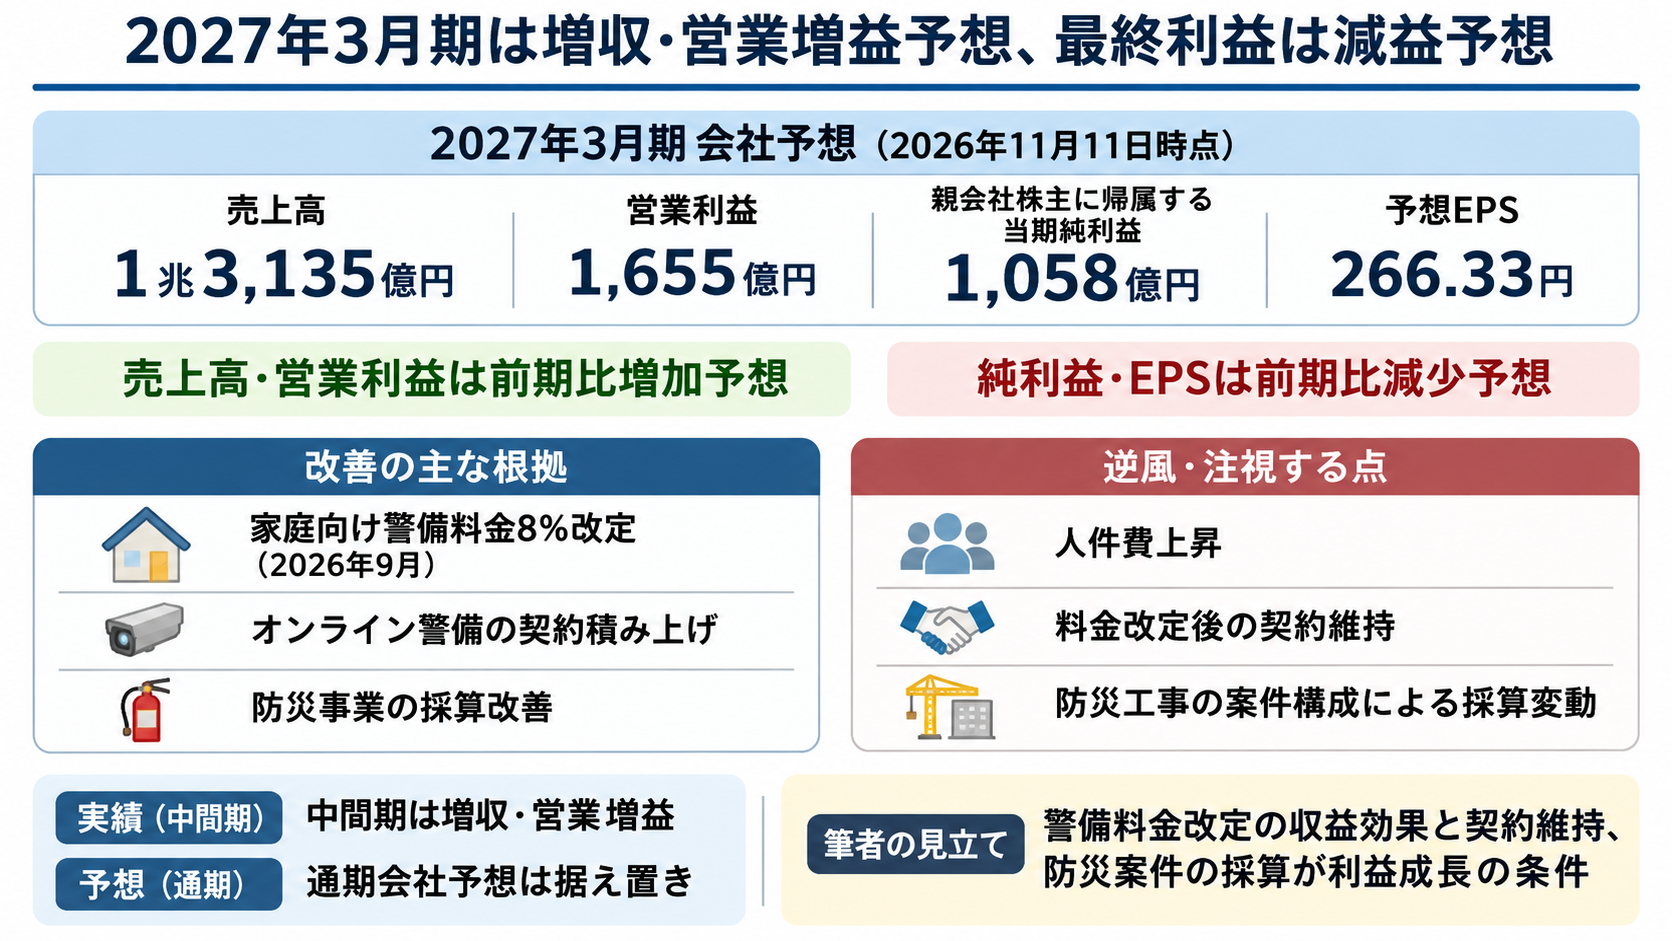 2027年3月期は増収・営業増益予想、最終利益は減益予想
2027年3月期 会社予想（2026年11月11日時点）
売上高
1兆3,135億円
営業利益
1,655億円
親会社株主に帰属する
当期純利益
1,058億円
予想EPS
266.33円
売上高・営業利益は前期比増加予想
純利益・EPSは前期比減少予想
改善の主な根拠
家庭向け警備料金8%改定
（2026年9月）
オンライン警備の契約積み上げ
防災事業の採算改善
逆風・注視する点
人件費上昇
料金改定後の契約維持
防災工事の案件構成による採算変動
実績（中間期）
中間期は増収・営業増益
予想（通期）
通期会社予想は据え置き
筆者の見立て
警備料金改定の収益効果と契約維持、
防災案件の採算が利益成長の条件